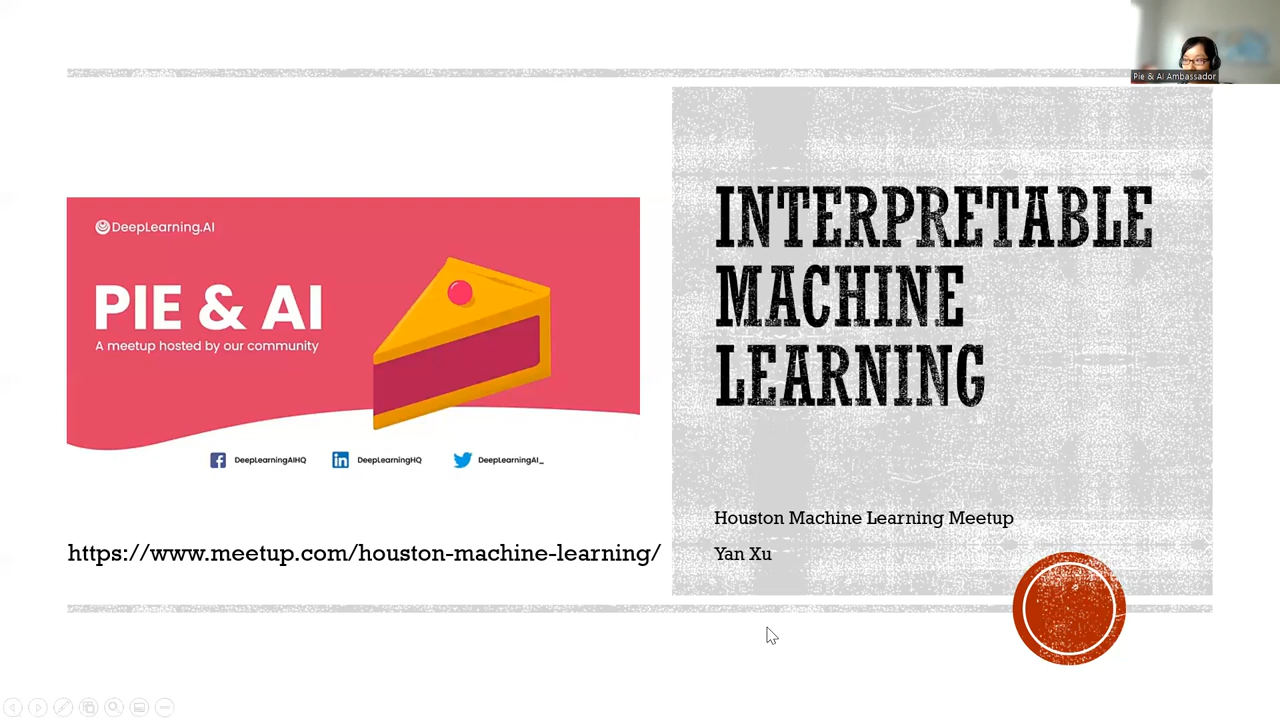 Pie & AI Ambassador
DeepLearning.AI
PIE & AI
A meetup hosted by our community
DeepLearningAIHQ
DeepLearningHQ
DeepLearningAI_
https://www.meetup.com/houston-machine-learning/
INTERPRETABLE
MACHINE
LEARNING
Houston Machine Learning Meetup
Yan Xu